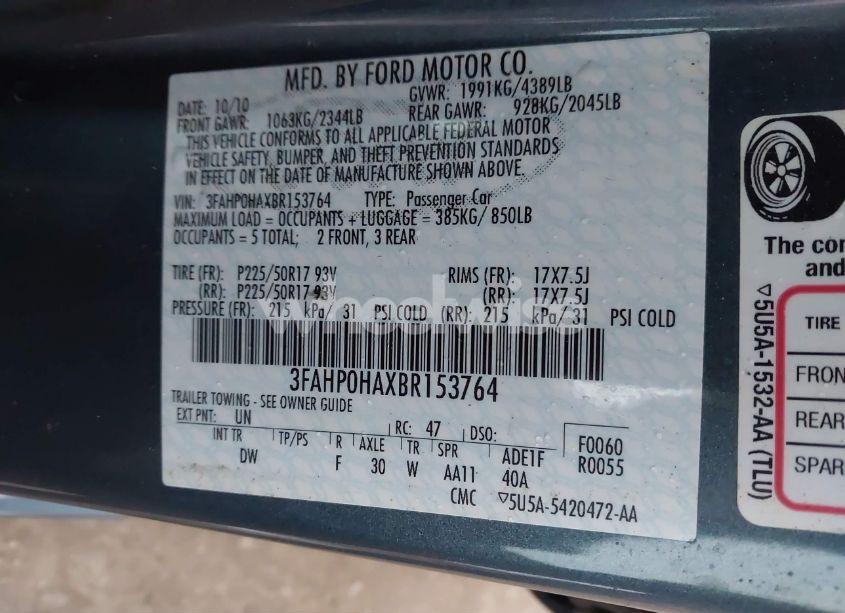 MFD. BY FORD MOTOR CO.
DATE: 10/10 GVWR: 1991KG/4389LB
FRONT GAWR: 1063KG/2344LB REAR GAWR: 928KG/2045LB
THIS VEHICLE CONFORMS TO ALL APPLICABLE FEDERAL MOTOR
VEHICLE SAFETY, BUMPER, AND THEFT PREVENTION STANDARDS
IN EFFECT ON THE DATE OF MANUFACTURE SHOWN ABOVE.
VIN: 3FAHP0HAXBR153764 TYPE: Passenger Car
MAXIMUM LOAD = OCCUPANTS + LUGGAGE = 385KG/ 850LB
OCCUPANTS = 5 TOTAL: 2 FRONT, 3 REAR
TIRE (FR): P225/50R17 93V RIMS (FR): 17X7.5J
(RR): P225/50R17 93V (RR): 17X7.5J
PRESSURE (FR): 215 kPa/ 31 PSI COLD (RR): 215 kPa/ 31 PSI COLD
3FAHP0HAXBR153764
TRAILER TOWING - SEE OWNER GUIDE
EXT PNT: UN RC: 47 DSO:
INT TR TP/PS R AXLE TR SPR ADE1F F0060
DW F 30 W AA11 40A R0055
CMC ▽5U5A-5420472-AA
The
and
TIRE
FRON
REAR
SPAR
▽5U5A-1532-AA (TLU)